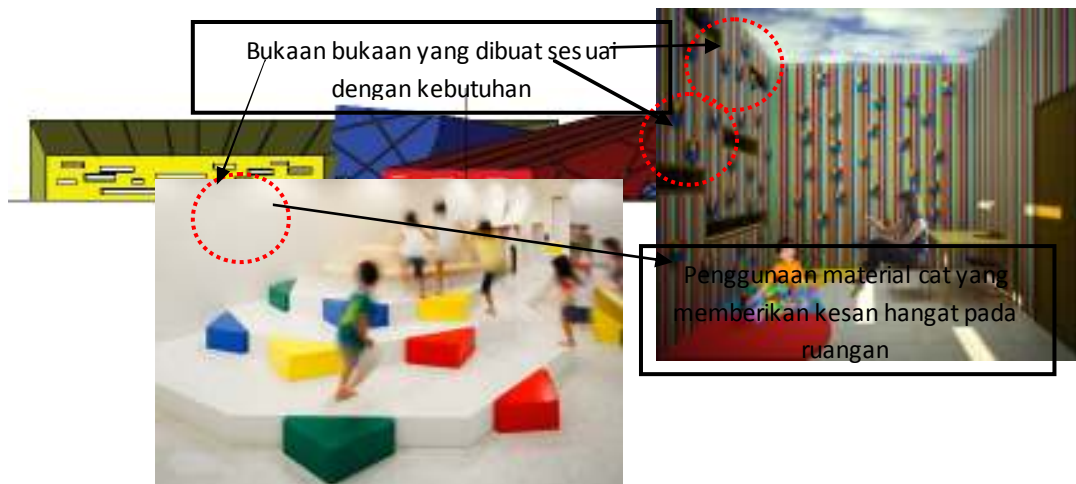 Bukaan bukaan yang dibuat sesuai
dengan kebutuhan
Penggunaan material cat yang
memberikan kesan hangat pada
ruangan